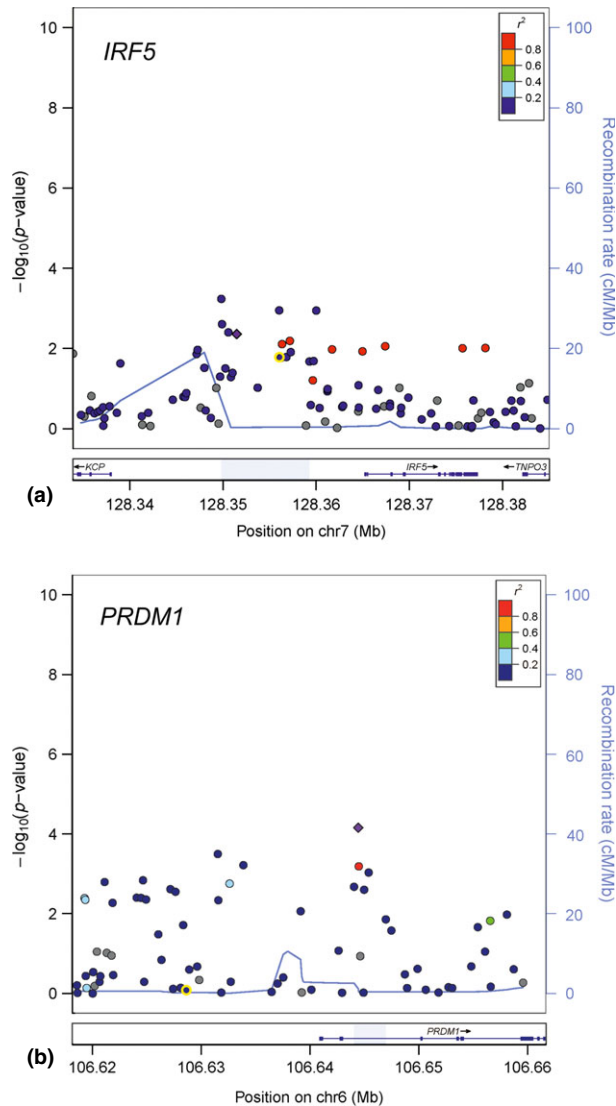 IRF5
r²
0.8
0.6
0.4
0.2
10
8
6
4
2
0
−log₁₀(p−value)
100
80
60
40
20
0
Recombination rate (cM/Mb)
KCP
IRF5
TNPO3
(a)
128.34 128.35 128.36 128.37 128.38
Position on chr7 (Mb)
PRDM1
r²
0.8
0.6
0.4
0.2
10
8
6
4
2
0
−log₁₀(p−value)
100
80
60
40
20
0
Recombination rate (cM/Mb)
PRDM1
(b)
106.62 106.63 106.64 106.65 106.66
Position on chr6 (Mb)